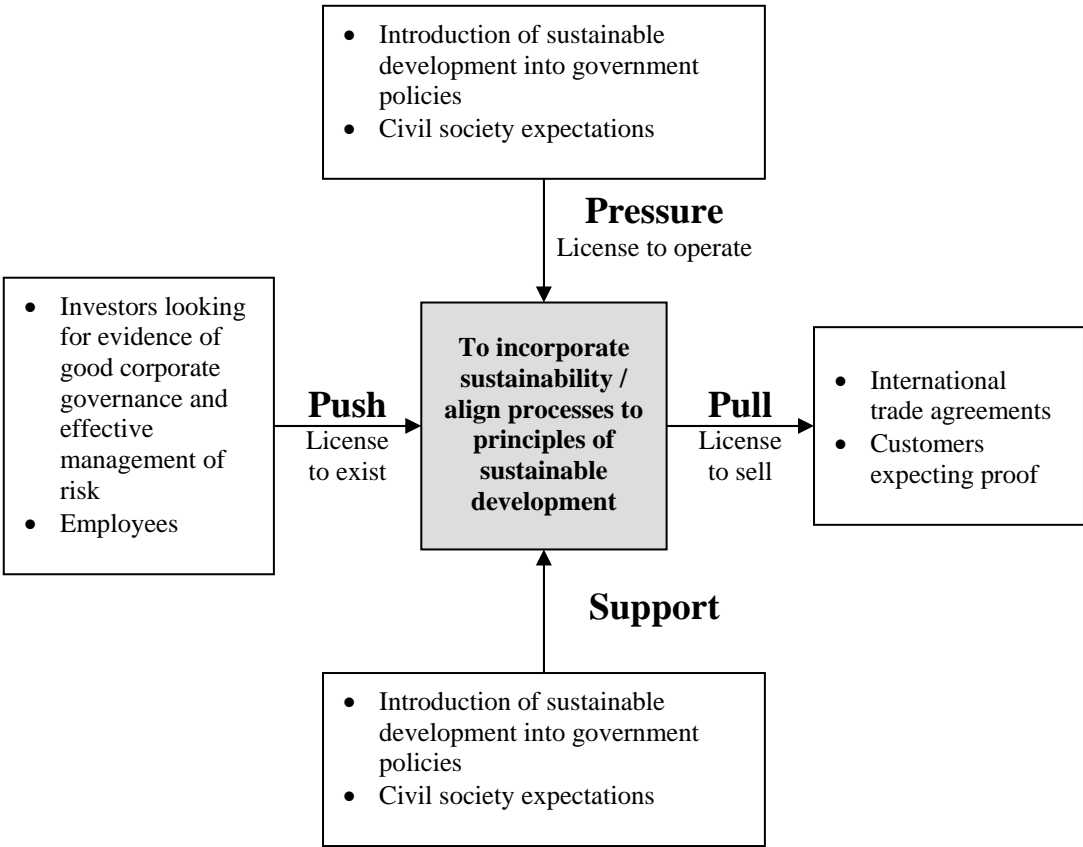 • Introduction of sustainable
development into government
policies
• Civil society expectations
Pressure
License to operate
• Investors looking
for evidence of
good corporate
governance and
effective
management of
risk
• Employees
Push
License
to exist
To incorporate
sustainability /
align processes to
principles of
sustainable
development
Pull
License
to sell
• International
trade agreements
• Customers
expecting proof
Support
• Introduction of sustainable
development into government
policies
• Civil society expectations